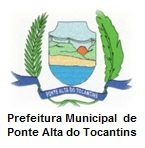 PONTE ALTA DO TOCANTINS
Prefeitura Municipal de
Ponte Alta do Tocantins